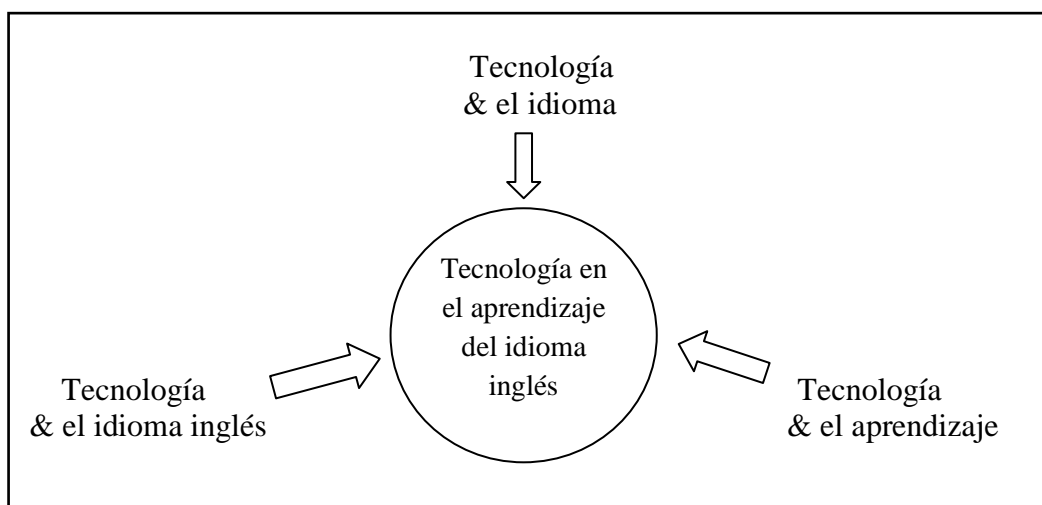 Tecnología
& el idioma
Tecnología en
el aprendizaje
del idioma
inglés
Tecnología
& el idioma inglés
Tecnología
& el aprendizaje